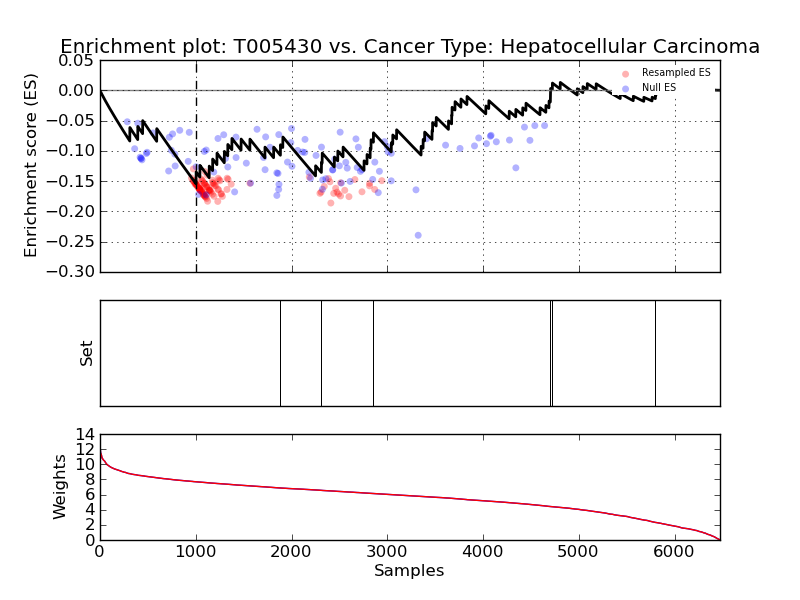 Enrichment plot: T005430 vs. Cancer Type: Hepatocellular Carcinoma
0.05
0.00
−0.05
−0.10
−0.15
−0.20
−0.25
−0.30
Enrichment score (ES)
Resampled ES
Null ES
Set
14
12
10
8
6
4
2
0
Weights
0 1000 2000 3000 4000 5000 6000
Samples